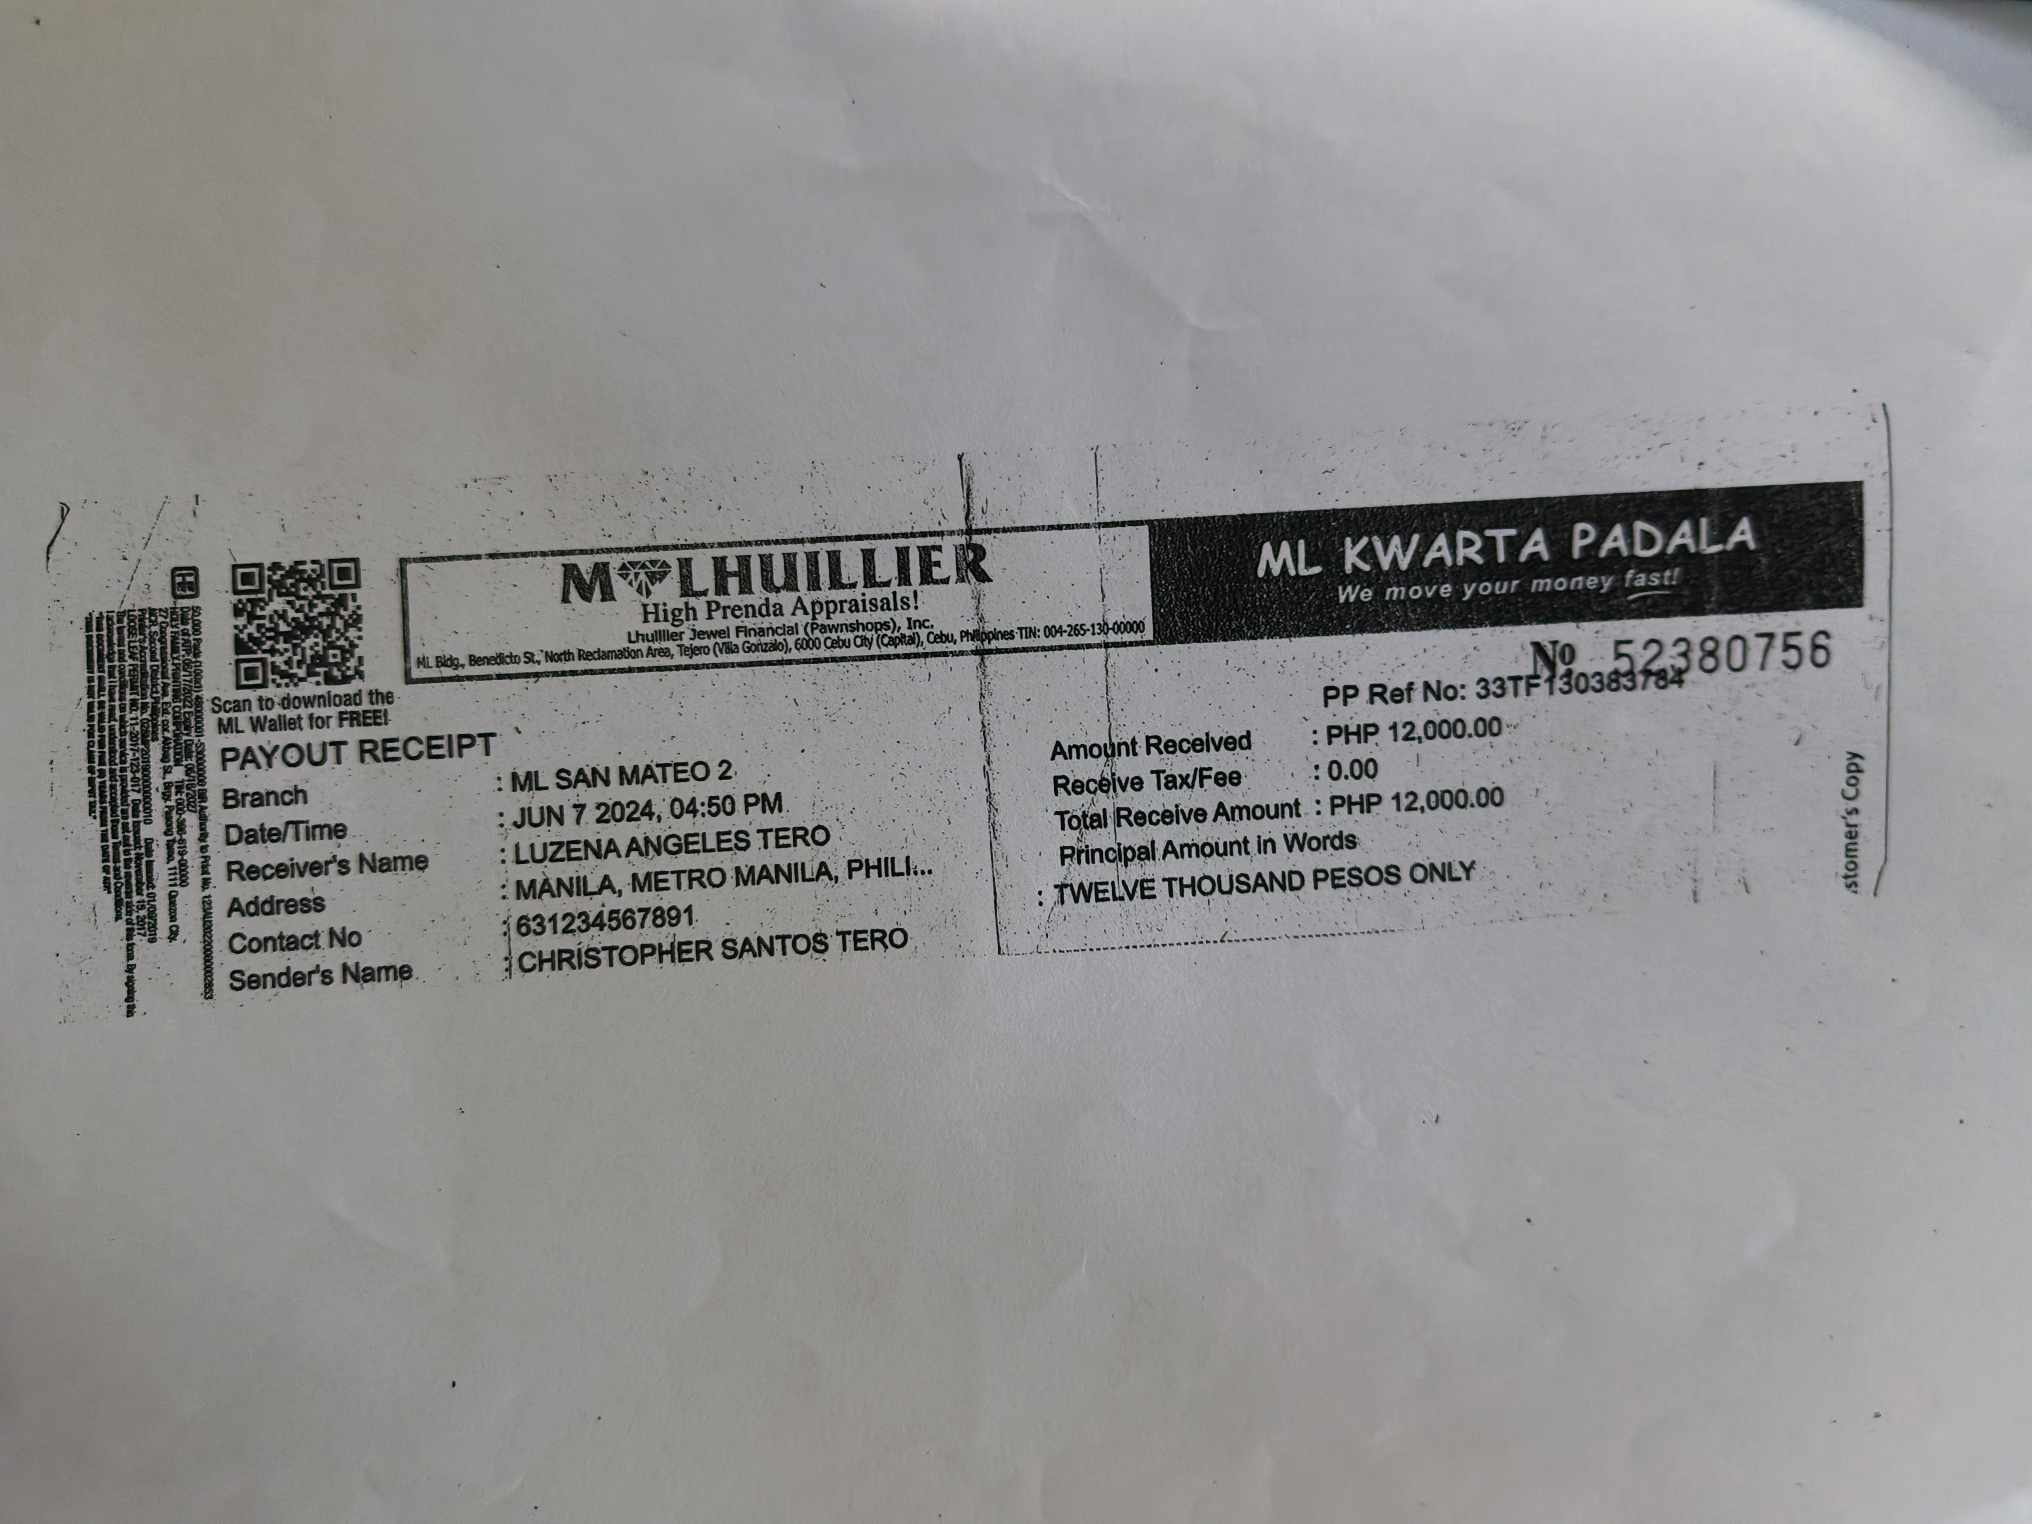 M LHUILLIER
High Prenda Appraisals!
Lhuillier Jewel Financial (Pawnshops), Inc.
ML Bldg., Benedicto St., North Reclamation Area, Tejero (Villa Gonzalo), 6000 Cebu City (Capital), Cebu, Philippines TIN: 004-265-130-00000
ML KWARTA PADALA
We move your money fast!
Scan to download the
ML Wallet for FREE!
No 52380756
PP Ref No: 33TF130383784
PAYOUT RECEIPT
Branch : ML SAN MATEO 2
Date/Time : JUN 7 2024, 04:50 PM
Receiver's Name : LUZENA ANGELES TERO
Address : MANILA, METRO MANILA, PHILI...
Contact No : 631234567891
Sender's Name : CHRISTOPHER SANTOS TERO
Amount Received : PHP 12,000.00
Receive Tax/Fee : 0.00
Total Receive Amount : PHP 12,000.00
Principal Amount in Words
: TWELVE THOUSAND PESOS ONLY
stomer's Copy